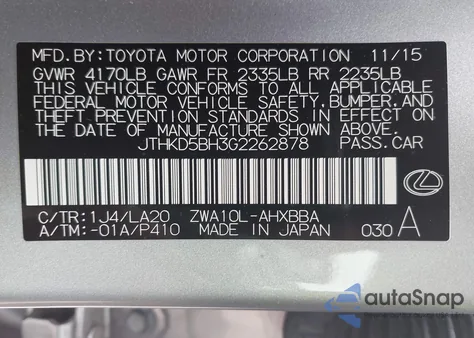 MFD.BY: TOYOTA MOTOR CORPORATION 11/15
GVWR 4170LB GAWR FR 2335LB RR 2235LB
THIS VEHICLE CONFORMS TO ALL APPLICABLE
FEDERAL MOTOR VEHICLE SAFETY, BUMPER, AND
THEFT PREVENTION STANDARDS IN EFFECT ON
THE DATE OF MANUFACTURE SHOWN ABOVE.
JTHKD5BH3G2262878 PASS.CAR
C/TR:1J4/LA20 ZWA10L-AHXBBA
A/TM:-01A/P410 MADE IN JAPAN 030 A
autoSnap